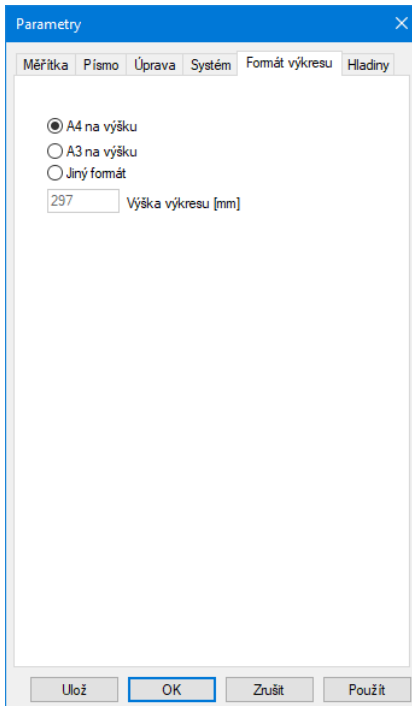 Parametry
Měřítka Písmo Úprava Systém Formát výkresu Hladiny
A4 na výšku
A3 na výšku
Jiný formát
297 Výška výkresu [mm]
Ulož OK Zrušit Použít